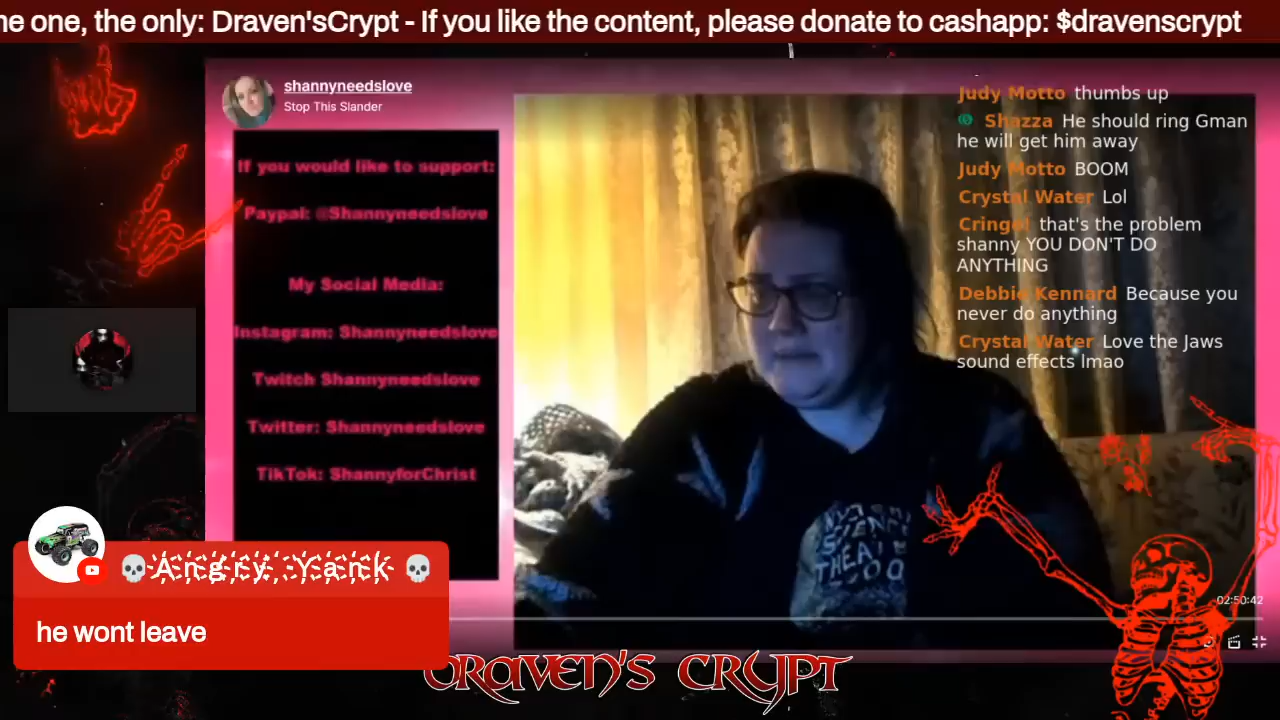 ne one, the only: Draven'sCrypt - If you like the content, please donate to cashapp: $dravenscrypt
shannyneedslove
Stop This Slander
If you would like to support:
Paypal: @Shannyneedslove
My Social Media:
Instagram: Shannyneedslove
Twitch Shannyneedslove
Twitter: Shannyneedslove
TikTok: ShannyforChrist
Judy Motto thumbs up
Shazza He should ring Gman
he will get him away
Judy Motto BOOM
Crystal Water Lol
Cringe! that's the problem
shanny YOU DON'T DO
ANYTHING
Debbie Kennard Because you
never do anything
Crystal Water Love the Jaws
sound effects lmao
SCIENCE
THEATE
02:50:42
💀 Angry Yank 💀
he wont leave
DRAVEN'S CRYPT